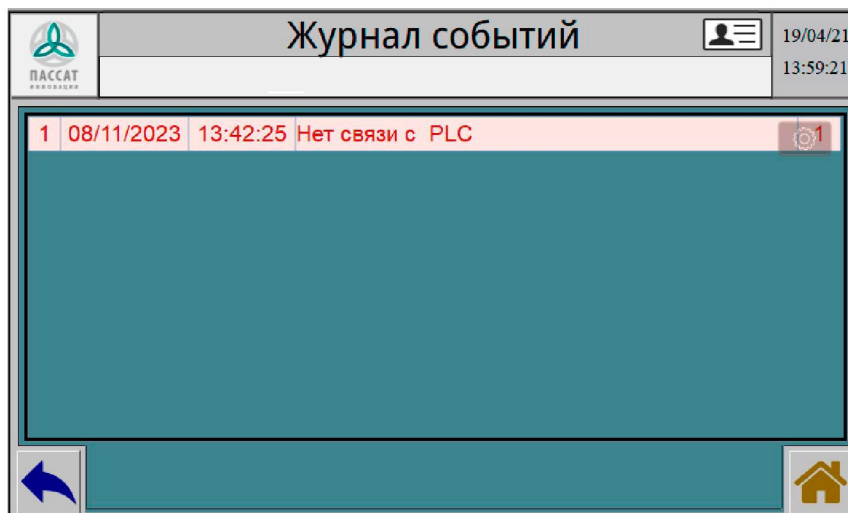 Журнал событий
19/04/21
13:59:21
ПАССАТ
ИННОВАЦИИ
1 08/11/2023 13:42:25 Нет связи с PLC 1